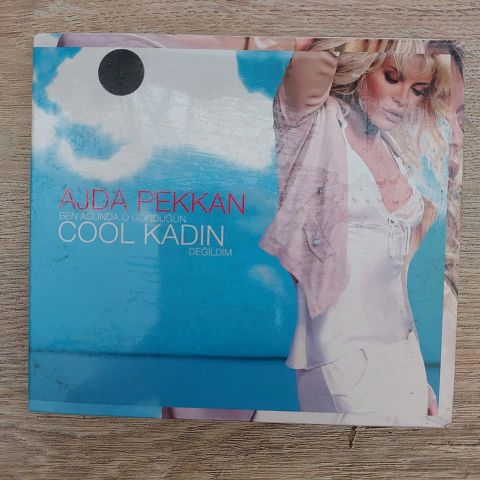 AJDA PEKKAN
BEN ASLINDA O GÖRDÜĞÜN
COOL KADIN
DEĞİLDİM